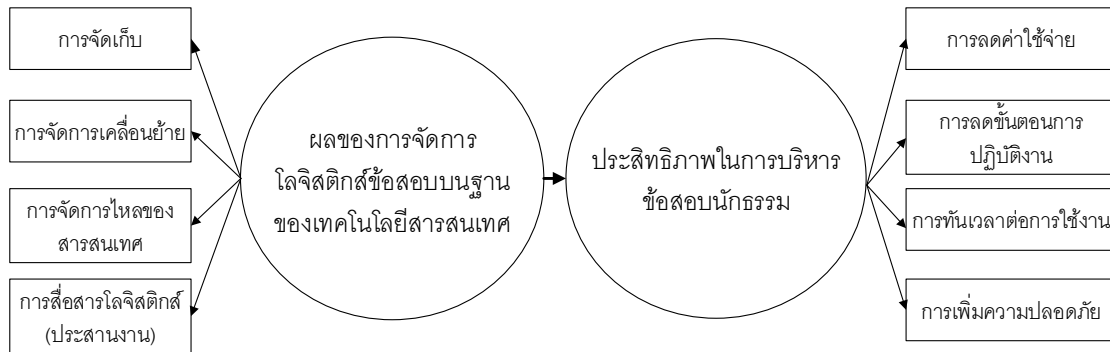 การจัดเก็บ
การจัดการเคลื่อนย้าย
การจัดการไหลของ
สารสนเทศ
การสื่อสารโลจิสติกส์
(ประสานงาน)
ผลของการจัดการ
โลจิสติกส์ข้อสอบบนฐาน
ของเทคโนโลยีสารสนเทศ
ประสิทธิภาพในการบริหาร
ข้อสอบนักธรรม
การลดค่าใช้จ่าย
การลดขั้นตอนการ
ปฏิบัติงาน
การทันเวลาต่อการใช้งาน
การเพิ่มความปลอดภัย